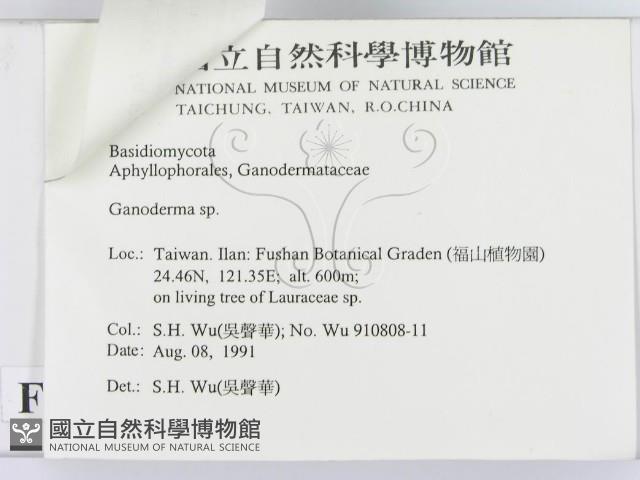 國立自然科學博物館
NATIONAL MUSEUM OF NATURAL SCIENCE
TAICHUNG, TAIWAN, R.O.CHINA
Basidiomycota
Aphyllophorales, Ganodermataceae
Ganoderma sp.
Loc.: Taiwan. Ilan: Fushan Botanical Graden (福山植物園)
24.46N, 121.35E; alt. 600m;
on living tree of Lauraceae sp.
Col.: S.H. Wu(吳聲華); No. Wu 910808-11
Date: Aug. 08, 1991
Det.: S.H. Wu(吳聲華)
F
國立自然科學博物館
NATIONAL MUSEUM OF NATURAL SCIENCE